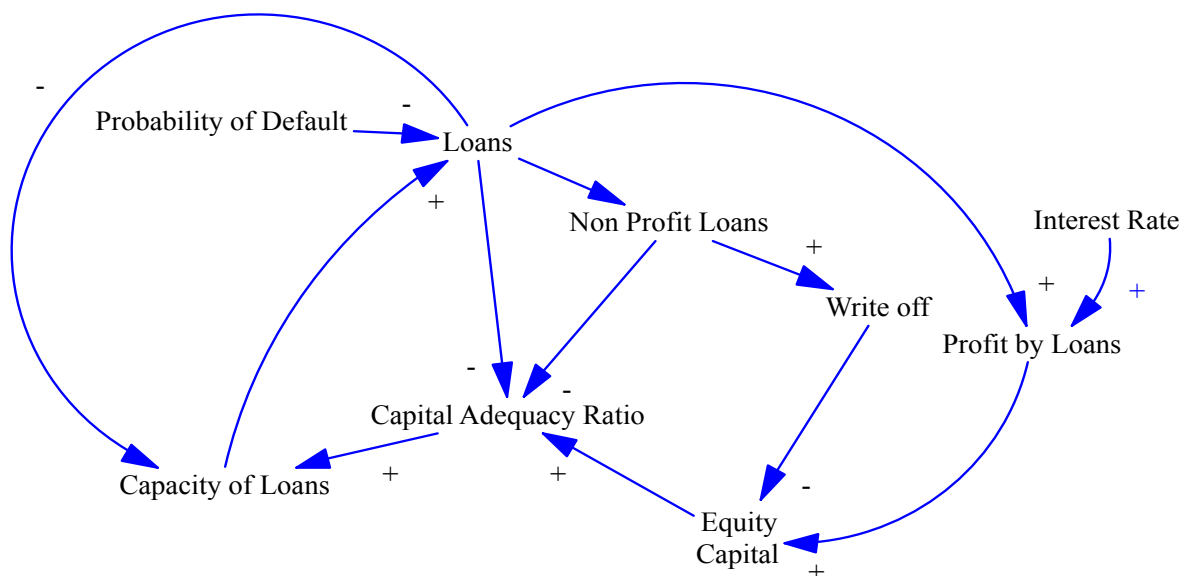 -
Probability of Default
-
Loans
+
Non Profit Loans
Interest Rate
+
+
+
Write off
Profit by Loans
-
-
Capital Adequacy Ratio
+
+
Capacity of Loans
-
Equity
Capital
+